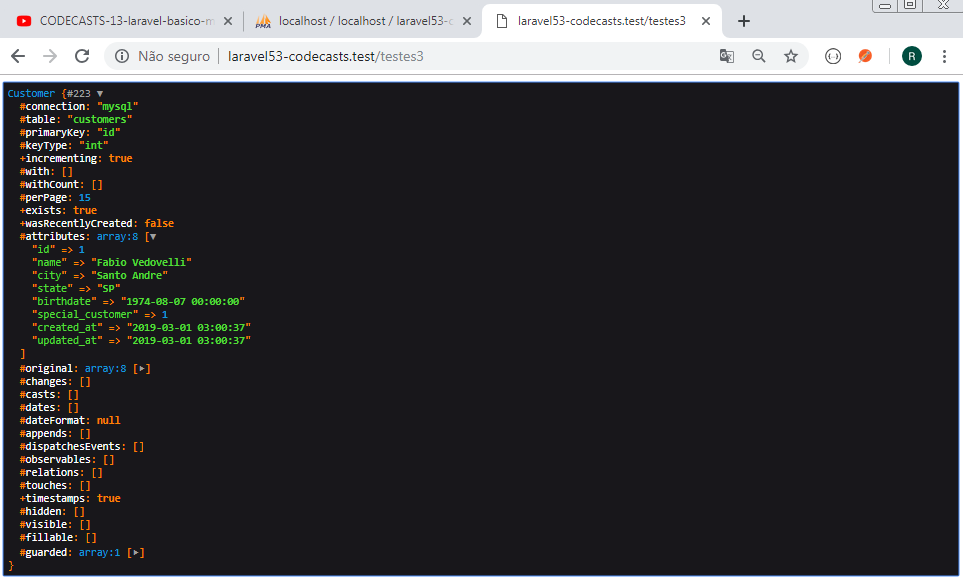 CODECASTS-13-laravel-basico-m
localhost / localhost / laravel53-c
laravel53-codecasts.test/testes3
Não seguro | laravel53-codecasts.test/testes3
R
Customer {#223 ▼
#connection: "mysql"
#table: "customers"
#primaryKey: "id"
#keyType: "int"
+incrementing: true
#with: []
#withCount: []
#perPage: 15
+exists: true
+wasRecentlyCreated: false
#attributes: array:8 [▼
"id" => 1
"name" => "Fabio Vedovelli"
"city" => "Santo Andre"
"state" => "SP"
"birthdate" => "1974-08-07 00:00:00"
"special_customer" => 1
"created_at" => "2019-03-01 03:00:37"
"updated_at" => "2019-03-01 03:00:37"
]
#original: array:8 [▶]
#changes: []
#casts: []
#dates: []
#dateFormat: null
#appends: []
#dispatchesEvents: []
#observables: []
#relations: []
#touches: []
+timestamps: true
#hidden: []
#visible: []
#fillable: []
#guarded: array:1 [▶]
}